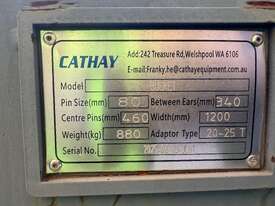 CATHAY
Add:242 Treasure Rd,Welshpool WA 6106
E-mail:Franky.he@cathayequipment.com.au
Model
Pin Size(mm) 80 Between Ears(mm) 340
Centre Pins 460 Width(mm) 1200
Weight(kg) 880 Adaptor Type 20-25 T
Serial No.